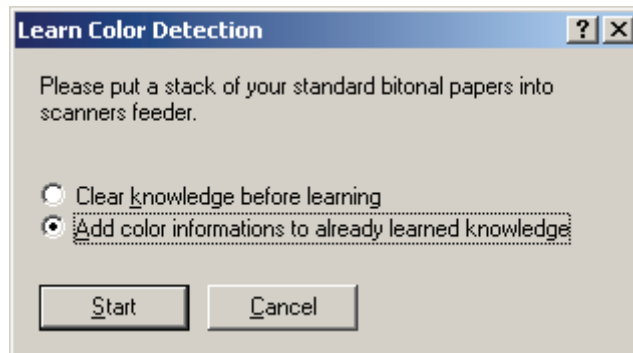 Learn Color Detection
Please put a stack of your standard bitonal papers into
scanners feeder.
Clear knowledge before learning
Add color informations to already learned knowledge
Start
Cancel